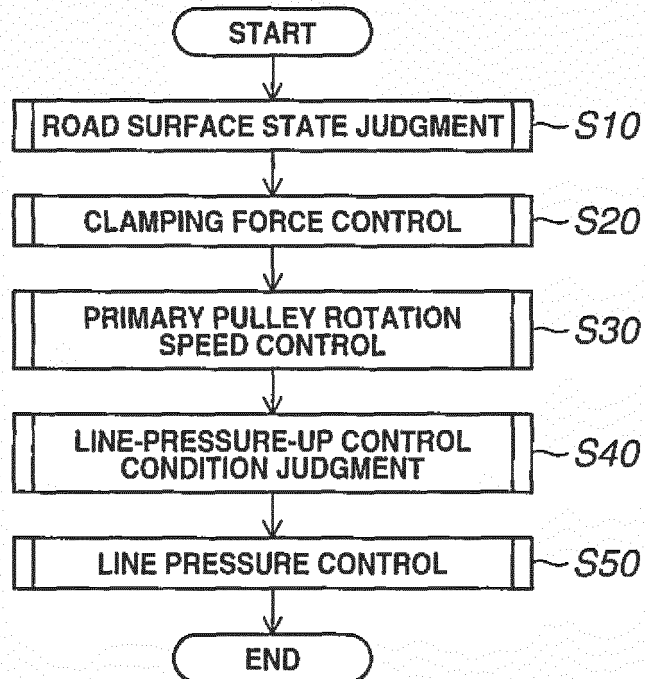 START
ROAD SURFACE STATE JUDGMENT
S10
CLAMPING FORCE CONTROL
S20
PRIMARY PULLEY ROTATION
SPEED CONTROL
S30
LINE-PRESSURE-UP CONTROL
CONDITION JUDGMENT
S40
LINE PRESSURE CONTROL
S50
END